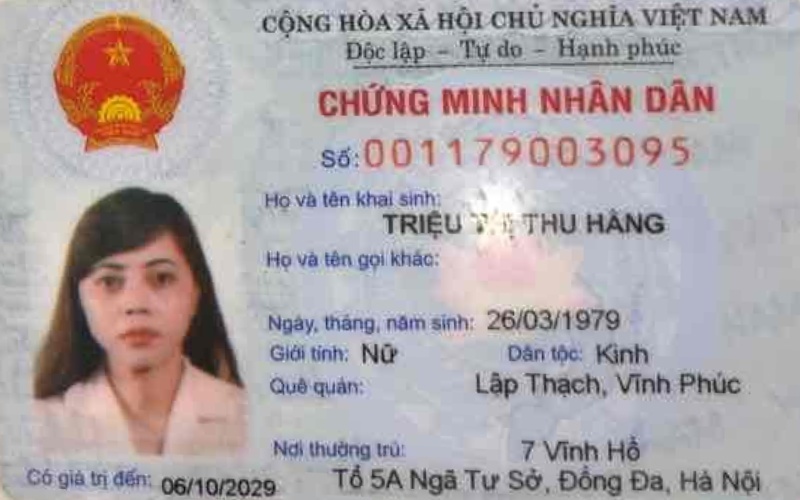 CỘNG HÒA XÃ HỘI CHỦ NGHĨA VIỆT NAM
Độc lập – Tự do – Hạnh phúc
CHỨNG MINH NHÂN DÂN
Số: 001179003095
Họ và tên khai sinh:
TRIỆU THỊ THU HẰNG
Họ và tên gọi khác:
Ngày, tháng, năm sinh: 26/03/1979
Giới tính: Nữ Dân tộc: Kinh
Quê quán: Lập Thạch, Vĩnh Phúc
Nơi thường trú: 7 Vĩnh Hồ
Tổ 5A Ngã Tư Sở, Đống Đa, Hà Nội
Có giá trị đến: 06/10/2029